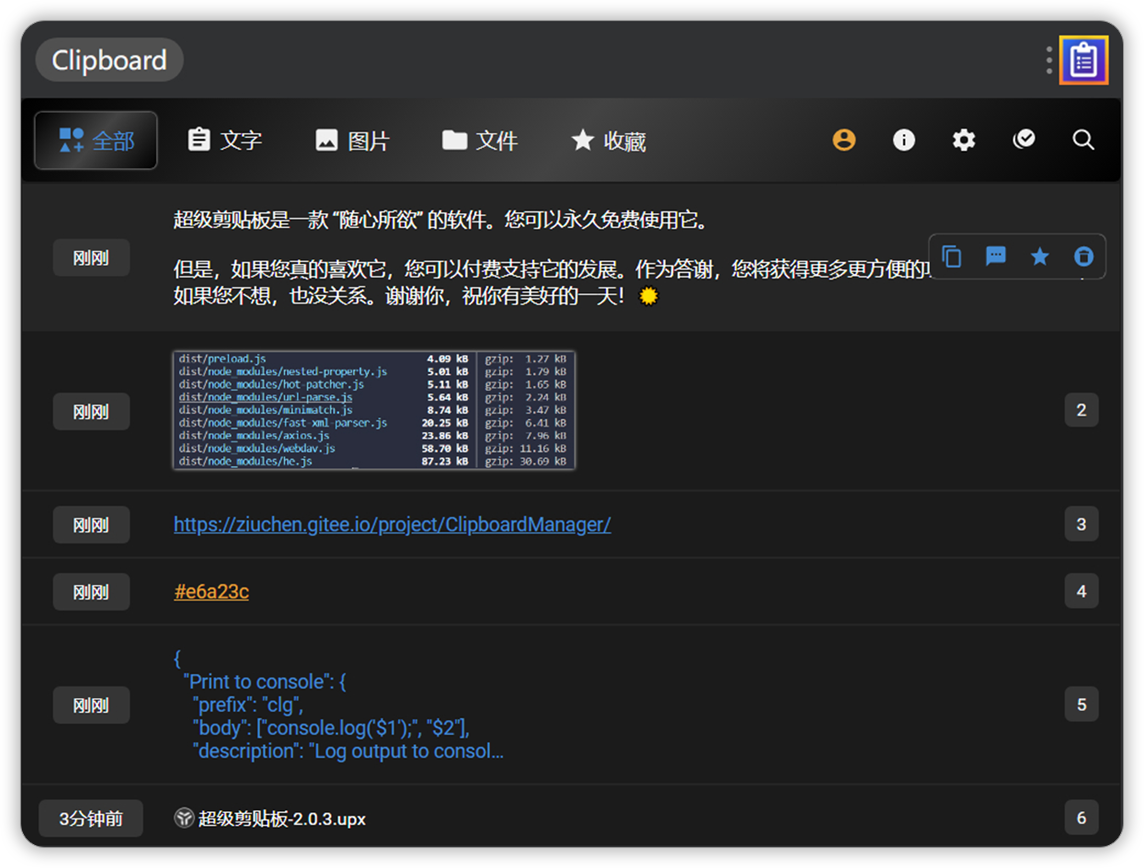 Clipboard
全部 文字 图片 文件 收藏
超级剪贴板是一款 “随心所欲” 的软件。您可以永久免费使用它。
刚刚
但是，如果您真的喜欢它，您可以付费支持它的发展。作为答谢，您将获得更多更方便的
如果您不想，也没关系。谢谢你，祝你有美好的一天！
刚刚
dist/preload.js 4.09 kB gzip: 1.27 kB
dist/node_modules/nested-property.js 5.01 kB gzip: 1.79 kB
dist/node_modules/hot-patcher.js 5.11 kB gzip: 1.65 kB
dist/node_modules/url-parse.js 5.64 kB gzip: 2.24 kB
dist/node_modules/minimatch.js 8.74 kB gzip: 3.47 kB
dist/node_modules/fast-xml-parser.js 20.25 kB gzip: 6.41 kB
dist/node_modules/axios.js 23.86 kB gzip: 7.96 kB
dist/node_modules/webdav.js 58.70 kB gzip: 11.16 kB
dist/node_modules/he.js 87.23 kB gzip: 30.69 kB
2
刚刚 https://ziuchen.gitee.io/project/ClipboardManager/ 3
刚刚 #e6a23c 4
刚刚
{
"Print to console": {
"prefix": "clg",
"body": ["console.log('$1');", "$2"],
"description": "Log output to consol...
5
3分钟前 超级剪贴板-2.0.3.upx 6